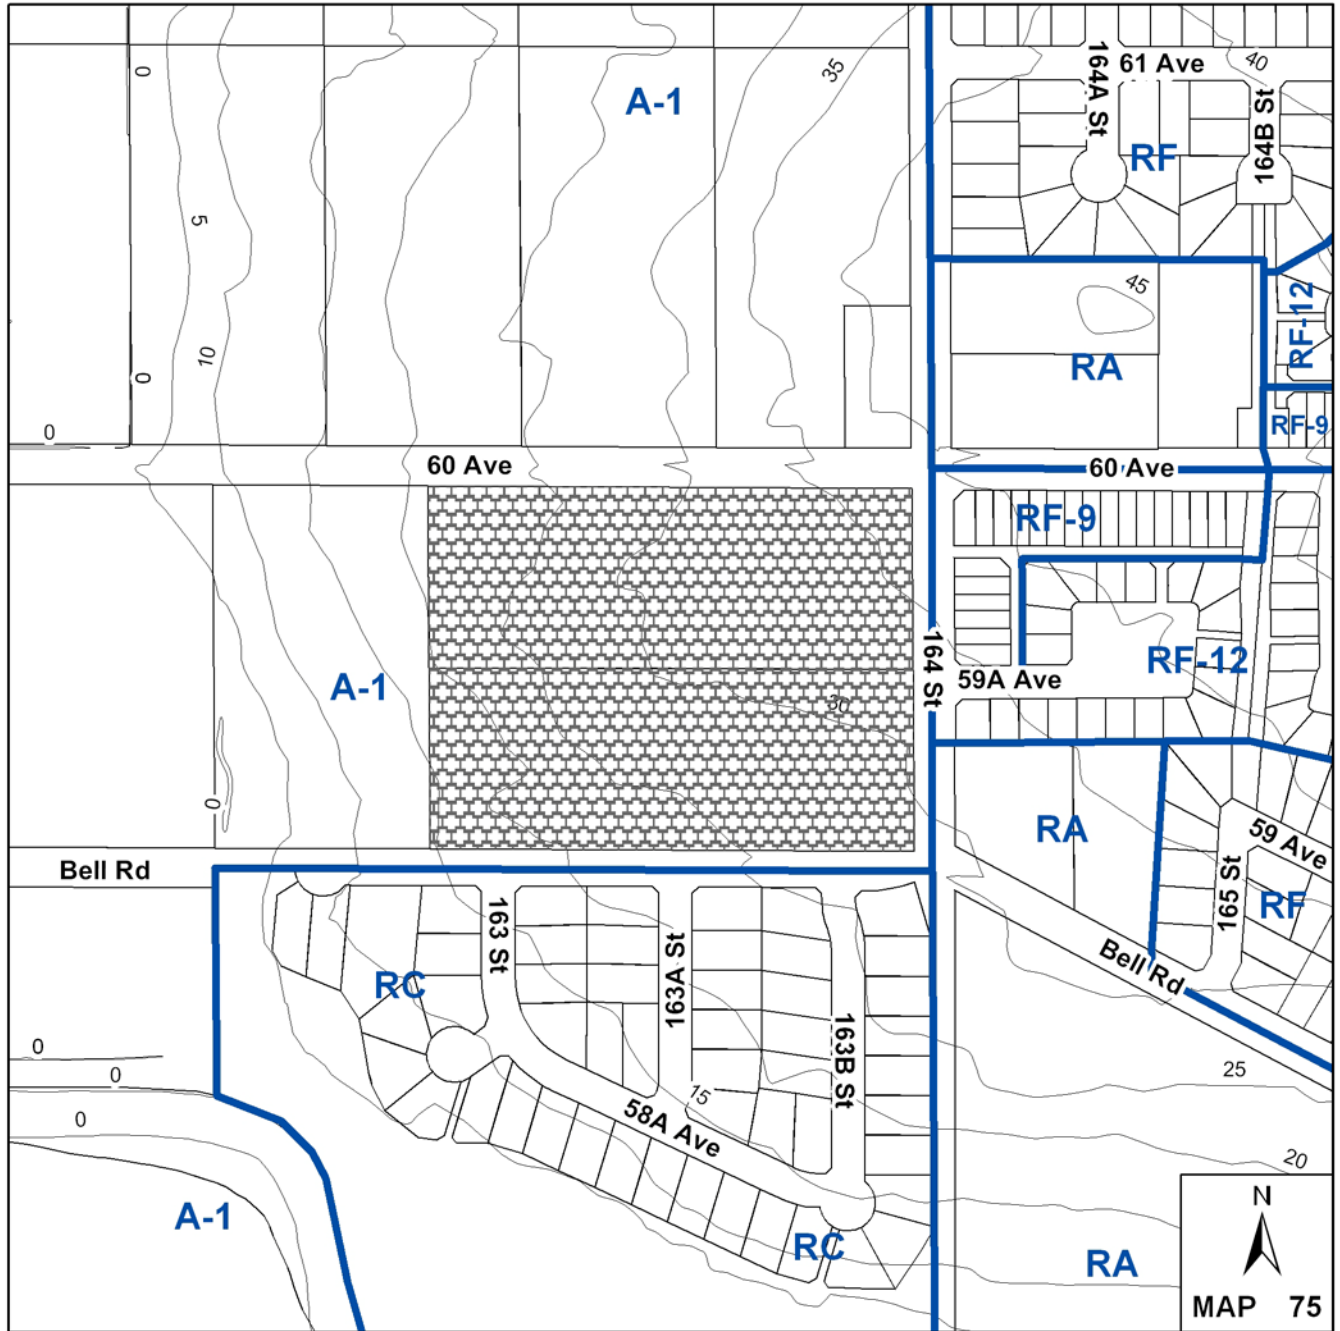 61 Ave
40
35
164A St
0
A-1
164B St
RF
5
45
RF-12
10
RA
0
RF-9
0
60 Ave
60 Ave
RF-9
164 St
RF-12
59A Ave
A-1
30
0
RA
59 Ave
Bell Rd
165 St
RF
163 St
163A St
Bell Rd
RC
163B St
0
0
25
15
0
58A Ave
20
A-1
N
RC
RA
MAP 75